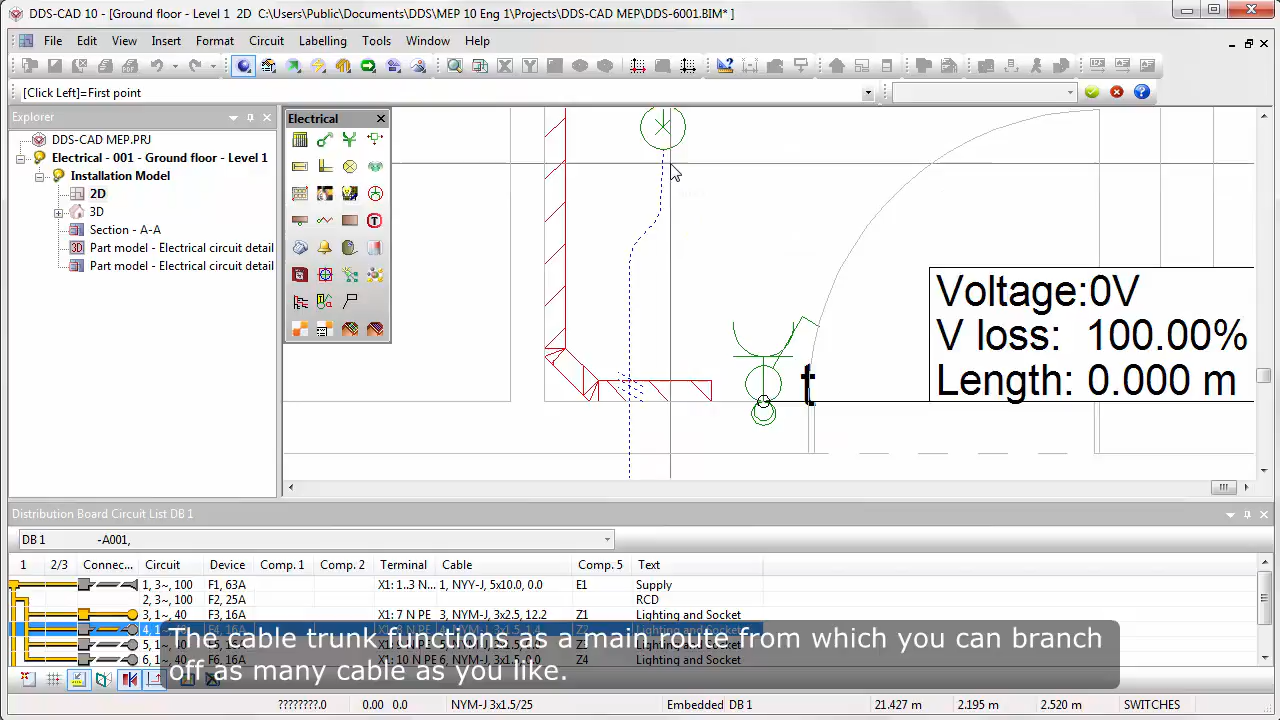 DDS-CAD 10 - [Ground floor - Level 1  2D  C:\Users\Public\Documents\DDS\MEP 10 Eng 1\Projects\DDS-CAD MEP\DDS-6001.BIM* ]
File Edit View Insert Format Circuit Labelling Tools Window Help
[Click Left]=First point
Explorer
DDS-CAD MEP.PRJ
Electrical - 001 - Ground floor - Level 1
Installation Model
2D
3D
Section - A-A
Part model - Electrical circuit detail
Part model - Electrical circuit detail
Electrical
Voltage:0V
V loss: 100.00%
Length: 0.000 m
t
Distribution Board Circuit List DB 1
DB 1 -A001,
1 2/3 Connec... Circuit Device Comp. 1 Comp. 2 Terminal Cable Comp. 5 Text
1, 3~, 100 F1, 63A X1: 1..3 N... 1, NYY-J, 5x10.0, 0.0 E1 Supply
2, 3~, 100 F2, 25A RCD
3, 1~, 40 F3, 16A X1: 7 N PE 3, NYM-J, 3x2.5, 12.2 Z1 Lighting and Socket
6, 1~, 40 F6, 16A X1: 10 N PE 6, NYM-J, 3x2.5, 0.0 Z4 Lighting and Socket
The cable trunk functions as a main route from which you can branch
off as many cable as you like.
????????.0 0.0 0.0 NYM-J 3x1.5/25 Embedded DB 1 21.427 m 2.195 m 2.520 m SWITCHES